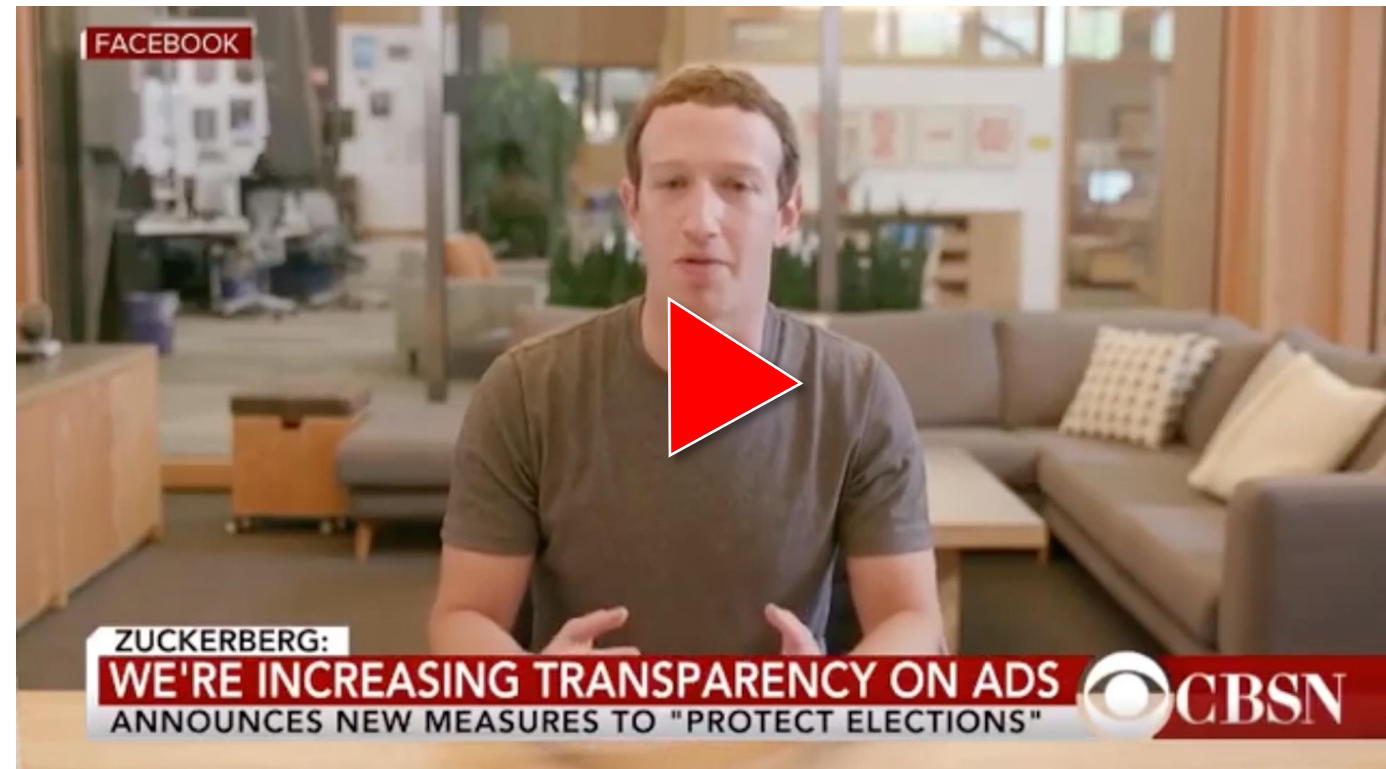 FACEBOOK
ZUCKERBERG:
WE'RE INCREASING TRANSPARENCY ON ADS
CBSN
ANNOUNCES NEW MEASURES TO "PROTECT ELECTIONS"